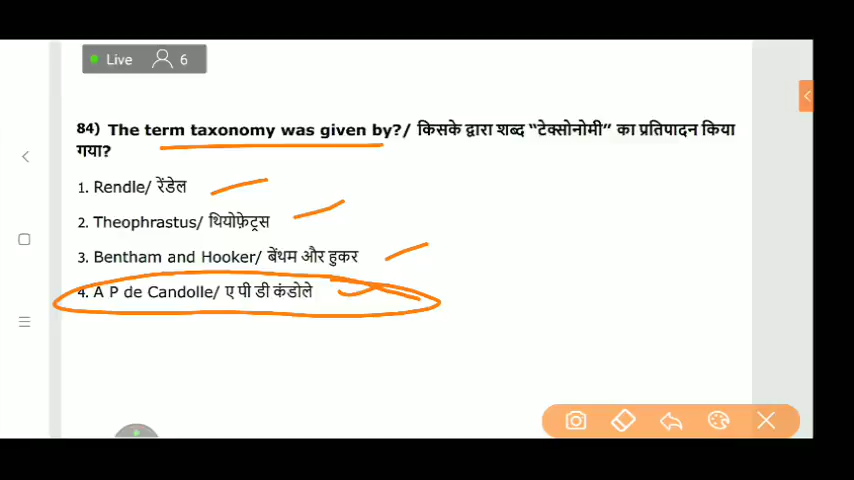 Live 6
84) The term taxonomy was given by?/ किसके द्वारा शब्द “टेक्सोनोमी” का प्रतिपादन किया
गया?
1. Rendle/ रेंडेल
2. Theophrastus/ थियोफ़ेट्रस
3. Bentham and Hooker/ बेंथम और हुकर
4. A P de Candolle/ ए पी डी कंडोले